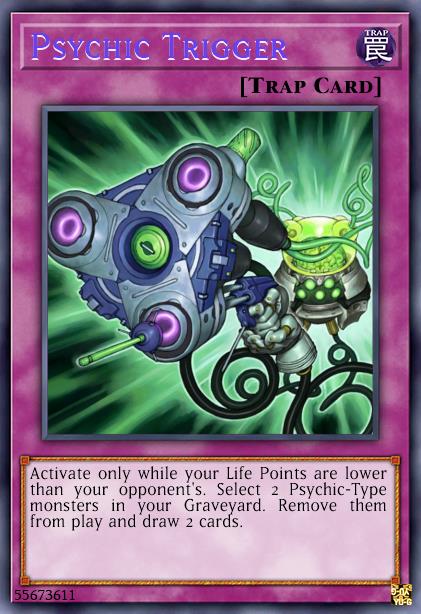 PSYCHIC TRIGGER
TRAP
罠
[TRAP CARD]
Activate only while your Life Points are lower
than your opponent's. Select 2 Psychic-Type
monsters in your Graveyard. Remove them
from play and draw 2 cards.
55673611